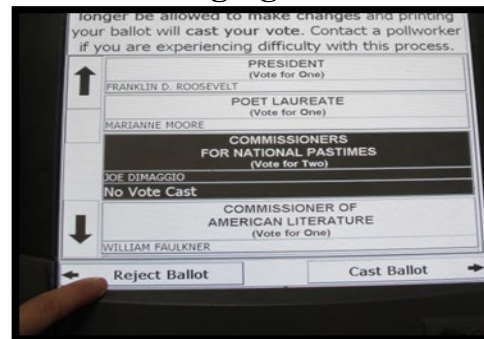 longer be allowed to make changes and printing
your ballot will cast your vote. Contact a pollworker
if you are experiencing difficulty with this process.
PRESIDENT
(Vote for One)
FRANKLIN D. ROOSEVELT
POET LAUREATE
(Vote for One)
MARIANNE MOORE
COMMISSIONERS
FOR NATIONAL PASTIMES
(Vote for Two)
JOE DIMAGGIO
No Vote Cast
COMMISSIONER OF
AMERICAN LITERATURE
(Vote for One)
WILLIAM FAULKNER
Reject Ballot
Cast Ballot